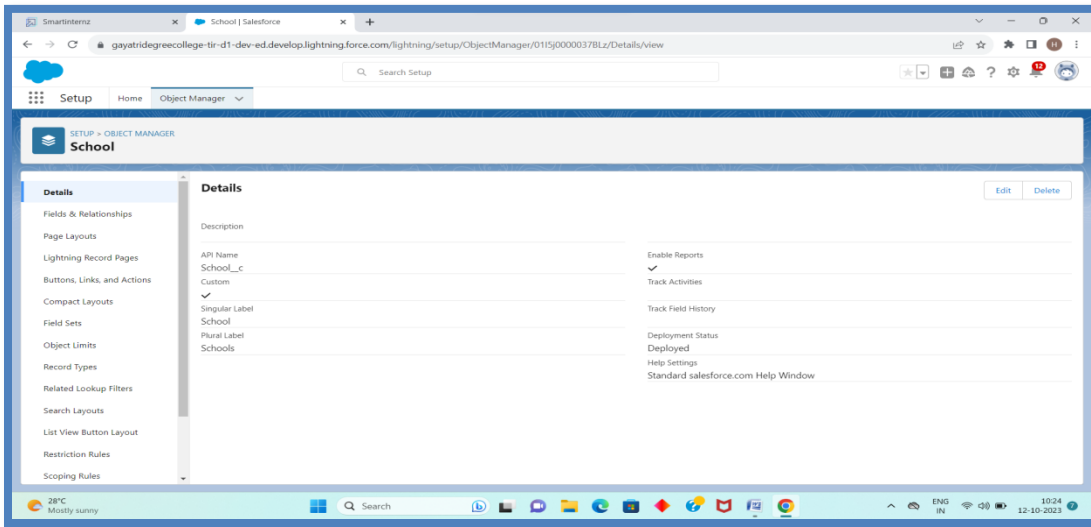 Smartinternz
School | Salesforce
gayatridegreecollege-tir-d1-dev-ed.develop.lightning.force.com/lightning/setup/ObjectManager/01I5j0000037BLz/Details/view
H
Search Setup
12
Setup Home Object Manager
SETUP > OBJECT MANAGER
School
Details
Fields & Relationships
Page Layouts
Lightning Record Pages
Buttons, Links, and Actions
Compact Layouts
Field Sets
Object Limits
Record Types
Related Lookup Filters
Search Layouts
List View Button Layout
Restriction Rules
Scoping Rules
Details
Edit Delete
Description
API Name
School__c
Custom
Singular Label
School
Plural Label
Schools
Enable Reports
Track Activities
Track Field History
Deployment Status
Deployed
Help Settings
Standard salesforce.com Help Window
28°C
Mostly sunny
Search
ENG
IN
10:24
12-10-2023